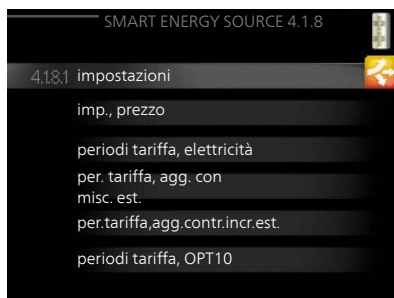 SMART ENERGY SOURCE 4.1.8
4.1.8.1 impostazioni
imp., prezzo
periodi tariffa, elettricità
per. tariffa, agg. con
misc. est.
per.tariffa,agg.contr.incr.est.
periodi tariffa, OPT10